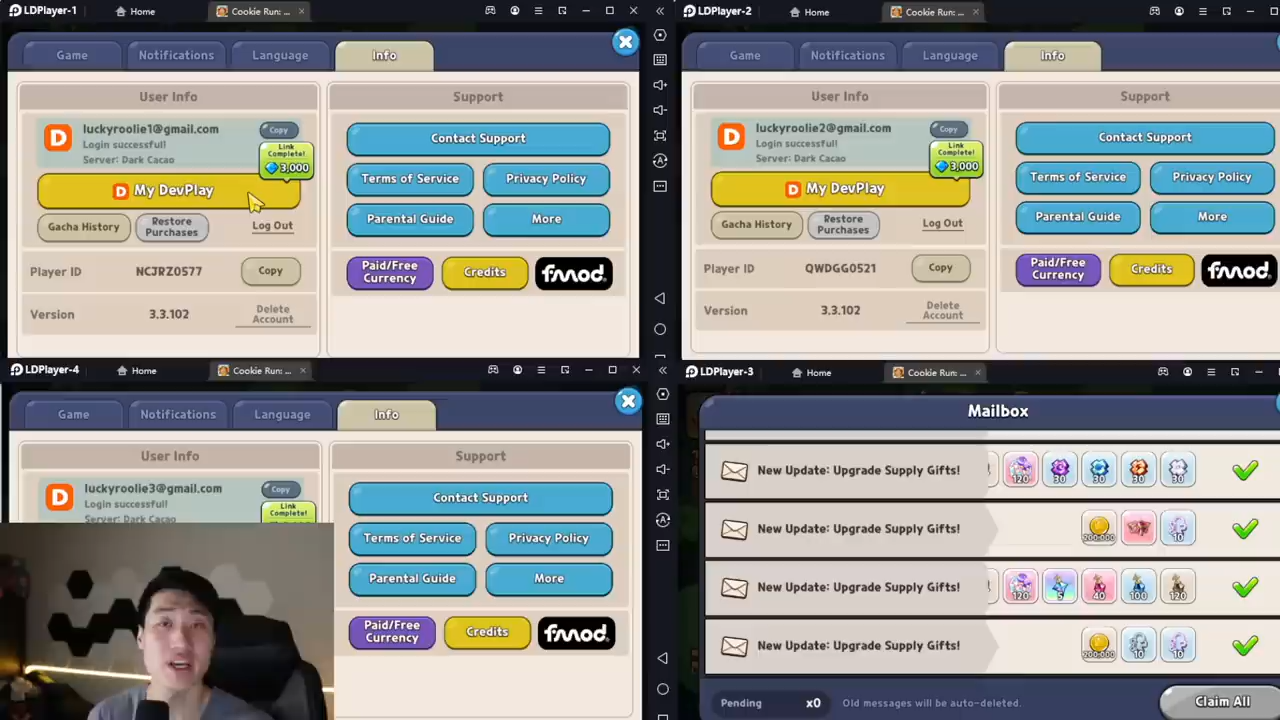 LDPlayer-1
Home
Cookie Run: ...
Game
Notifications
Language
Info
User Info
D
luckyroolie1@gmail.com
Copy
Login successful!
Server: Dark Cacao
Link Complete!
3,000
D My DevPlay
Gacha History
Restore Purchases
Log Out
Player ID
NCJRZ0577
Copy
Version
3.3.102
Delete Account
Support
Contact Support
Terms of Service
Privacy Policy
Parental Guide
More
Paid/Free Currency
Credits
fmod
LDPlayer-2
Home
Cookie Run: ...
Game
Notifications
Language
Info
User Info
D
luckyroolie2@gmail.com
Copy
Login successful!
Server: Dark Cacao
Link Complete!
3,000
D My DevPlay
Gacha History
Restore Purchases
Log Out
Player ID
QWDGG0521
Copy
Version
3.3.102
Delete Account
Support
Contact Support
Terms of Service
Privacy Policy
Parental Guide
More
Paid/Free Currency
Credits
fmod
LDPlayer-4
Home
Cookie Run: ...
Game
Notifications
Language
Info
User Info
D
luckyroolie3@gmail.com
Copy
Login successful!
Server: Dark Cacao
Link Complete!
Support
Contact Support
Terms of Service
Privacy Policy
Parental Guide
More
Paid/Free Currency
Credits
fmod
LDPlayer-3
Home
Cookie Run: ...
Mailbox
New Update: Upgrade Supply Gifts!
120 30 30 30 30
New Update: Upgrade Supply Gifts!
200,000 10
New Update: Upgrade Supply Gifts!
120 5 40 100 120
New Update: Upgrade Supply Gifts!
200,000 10 10
Pending x0
Old messages will be auto-deleted.
Claim All